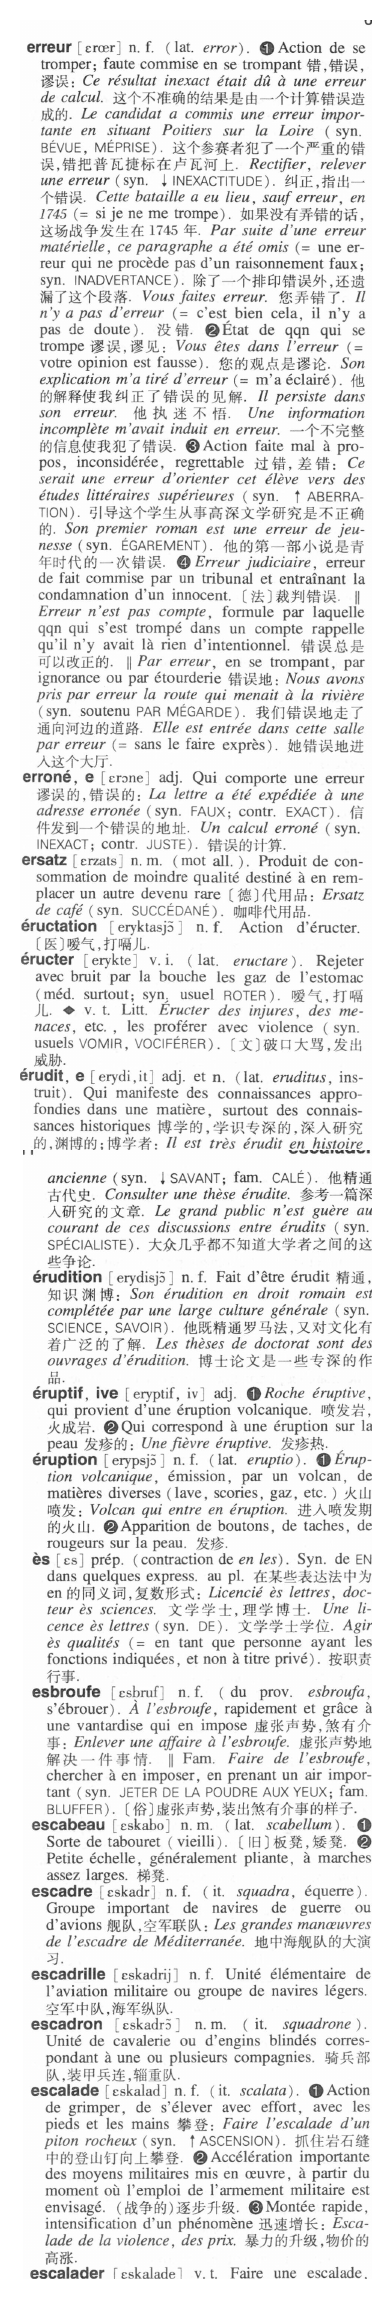 erreur [ɛrœr] n. f. (lat. error). ❶ Action de se
tromper; faute commise en se trompant 错,错误,
谬误: Ce résultat inexact était dû à une erreur
de calcul. 这个不准确的结果是由一个计算错误造
成的. Le candidat a commis une erreur impor-
tante en situant Poitiers sur la Loire (syn.
BÉVUE, MÉPRISE). 这个参赛者犯了一个严重的错
误,错把普瓦捷标在卢瓦河上. Rectifier, relever
une erreur (syn. ↓ INEXACTITUDE). 纠正,指出一
个错误. Cette bataille a eu lieu, sauf erreur, en
1745 (= si je ne me trompe). 如果没有弄错的话,
这场战争发生在 1745 年. Par suite d'une erreur
matérielle, ce paragraphe a été omis (= une er-
reur qui ne procède pas d'un raisonnement faux;
syn. INADVERTANCE). 除了一个排印错误外,还遗
漏了这个段落. Vous faites erreur. 您弄错了. Il
n'y a pas d'erreur (= c'est bien cela, il n'y a
pas de doute). 没错. ❷ État de qqn qui se
trompe 谬误,谬见: Vous êtes dans l'erreur (=
votre opinion est fausse). 您的观点是谬论. Son
explication m'a tiré d'erreur (= m'a éclairé). 他
的解释使我纠正了错误的见解. Il persiste dans
son erreur. 他执迷不悟. Une information
incomplète m'avait induit en erreur. 一个不完整
的信息使我犯了错误. ❸ Action faite mal à pro-
pos, inconsidérée, regrettable 过错,差错: Ce
serait une erreur d'orienter cet élève vers des
études littéraires supérieures (syn. ↑ ABERRA-
TION). 引导这个学生从事高深文学研究是不正确
的. Son premier roman est une erreur de jeu-
nesse (syn. ÉGAREMENT). 他的第一部小说是青
年时代的一次错误. ❹ Erreur judiciaire, erreur
de fait commise par un tribunal et entraînant la
condamnation d'un innocent. 〔法〕裁判错误. ‖
Erreur n'est pas compte, formule par laquelle
qqn qui s'est trompé dans un compte rappelle
qu'il n'y avait là rien d'intentionnel. 错误总是
可以改正的. ‖ Par erreur, en se trompant, par
ignorance ou par étourderie 错误地: Nous avons
pris par erreur la route qui menait à la rivière
(syn. soutenu PAR MÉGARDE). 我们错误地走了
通向河边的道路. Elle est entrée dans cette salle
par erreur (= sans le faire exprès). 她错误地进
入这个大厅.
erroné, e [ɛrɔne] adj. Qui comporte une erreur
谬误的,错误的: La lettre a été expédiée à une
adresse erronée (syn. FAUX; contr. EXACT). 信
件发到一个错误的地址. Un calcul erroné (syn.
INEXACT; contr. JUSTE). 错误的计算.
ersatz [ɛrzats] n. m. (mot all.). Produit de con-
sommation de moindre qualité destiné à en rem-
placer un autre devenu rare〔德〕代用品: Ersatz
de café (syn. SUCCÉDANÉ). 咖啡代用品.
éructation [eryktasjɔ̃] n. f. Action d'éructer.
〔医〕嗳气,打嗝儿.
éructer [erykte] v. i. (lat. eructare). Rejeter
avec bruit par la bouche les gaz de l'estomac
(méd. surtout; syn. usuel ROTER). 嗳气,打嗝
儿. ◆ v. t. Litt. Éructer des injures, des me-
naces, etc., les proférer avec violence (syn.
usuels VOMIR, VOCIFÉRER). 〔文〕破口大骂,发出
威胁.
érudit, e [erydi,it] adj. et n. (lat. eruditus, ins-
truit). Qui manifeste des connaissances appro-
fondies dans une matière, surtout des connais-
sances historiques 博学的,学识专深的,深入研究
的,渊博的;博学者: Il est très érudit en histoire
ancienne (syn. ↓ SAVANT; fam. CALÉ). 他精通
古代史. Consulter une thèse érudite. 参考一篇深
入研究的文章. Le grand public n'est guère au
courant de ces discussions entre érudits (syn.
SPÉCIALISTE). 大众几乎都不知道大学者之间的这
些争论.
érudition [erydisjɔ̃] n. f. Fait d'être érudit 精通,
知识渊博: Son érudition en droit romain est
complétée par une large culture générale (syn.
SCIENCE, SAVOIR). 他既精通罗马法,又对文化有
着广泛的了解. Les thèses de doctorat sont des
ouvrages d'érudition. 博士论文是一些专深的作
品.
éruptif, ive [eryptif, iv] adj. ❶ Roche éruptive,
qui provient d'une éruption volcanique. 喷发岩,
火成岩. ❷ Qui correspond à une éruption sur la
peau 发疹的: Une fièvre éruptive. 发疹热.
éruption [erypsjɔ̃] n. f. (lat. eruptio). ❶ Érup-
tion volcanique, émission, par un volcan, de
matières diverses (lave, scories, gaz, etc.) 火山
喷发: Volcan qui entre en éruption. 进入喷发期
的火山. ❷ Apparition de boutons, de taches, de
rougeurs sur la peau. 发疹.
ès [ɛs] prép. (contraction de en les). Syn. de EN
dans quelques express. au pl. 在某些表达法中为
en 的同义词,复数形式: Licencié ès lettres, doc-
teur ès sciences. 文学学士,理学博士. Une li-
cence ès lettres (syn. DE). 文学学士学位. Agir
ès qualités (= en tant que personne ayant les
fonctions indiquées, et non à titre privé). 按职责
行事.
esbroufe [ɛsbruf] n. f. (du prov. esbroufa,
s'ébrouer). À l'esbroufe, rapidement et grâce à
une vantardise qui en impose 虚张声势,煞有介
事: Enlever une affaire à l'esbroufe. 虚张声势地
解决一件事情. ‖ Fam. Faire de l'esbroufe,
chercher à en imposer, en prenant un air impor-
tant (syn. JETER DE LA POUDRE AUX YEUX; fam.
BLUFFER). 〔俗〕虚张声势,装出煞有介事的样子.
escabeau [ɛskabo] n. m. (lat. scabellum). ❶
Sorte de tabouret (vieilli). 〔旧〕板凳,矮凳. ❷
Petite échelle, généralement pliante, à marches
assez larges. 梯凳.
escadre [ɛskadr] n. f. (it. squadra, équerre).
Groupe important de navires de guerre ou
d'avions 舰队,空军联队: Les grandes manœuvres
de l'escadre de Méditerranée. 地中海舰队的大演
习.
escadrille [ɛskadrij] n. f. Unité élémentaire de
l'aviation militaire ou groupe de navires légers.
空军中队,海军纵队.
escadron [ɛskadrɔ̃] n. m. (it. squadrone).
Unité de cavalerie ou d'engins blindés corres-
pondant à une ou plusieurs compagnies. 骑兵部
队,装甲兵连,辎重队.
escalade [ɛskalad] n. f. (it. scalata). ❶ Action
de grimper, de s'élever avec effort, avec les
pieds et les mains 攀登: Faire l'escalade d'un
piton rocheux (syn. ↑ ASCENSION). 抓住岩石缝
中的登山钉向上攀登. ❷ Accélération importante
des moyens militaires mis en œuvre, à partir du
moment où l'emploi de l'armement militaire est
envisagé. (战争的)逐步升级. ❸ Montée rapide,
intensification d'un phénomène 迅速增长: Esca-
lade de la violence, des prix. 暴力的升级,物价的
高涨.
escalader [ɛskalade] v. t. Faire une escalade.